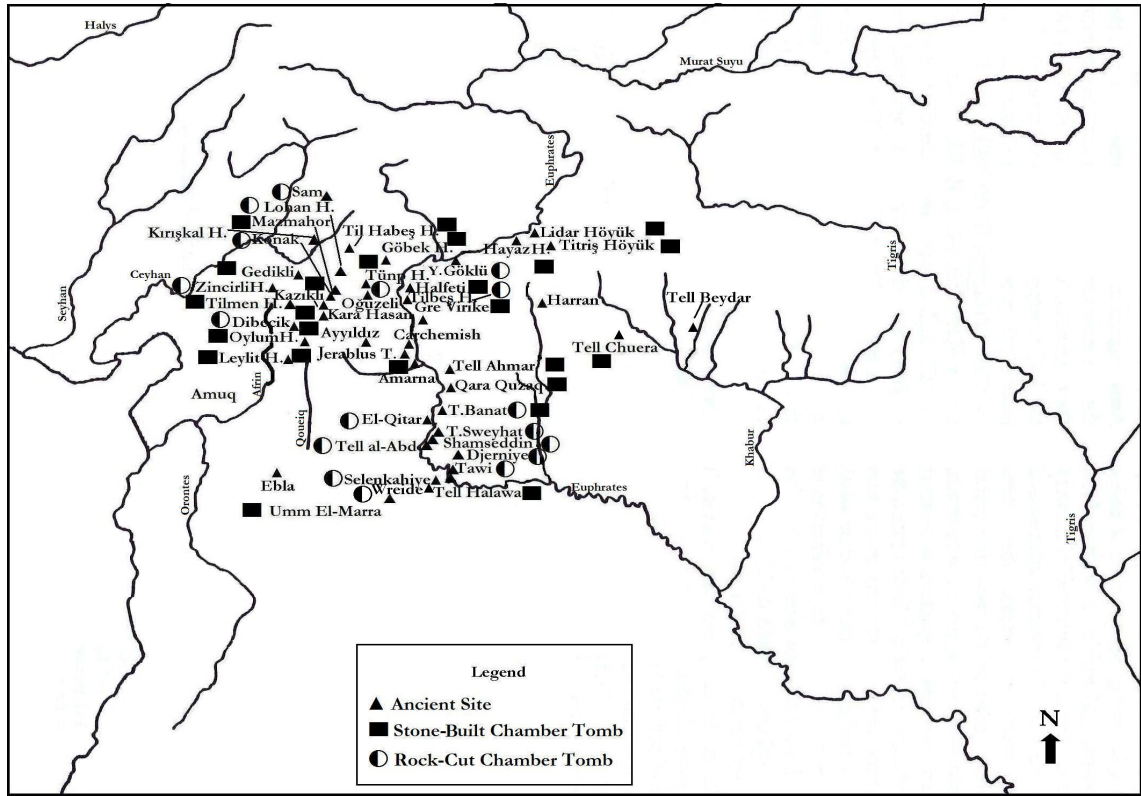 Halys
Murat Suyu
Euphrates
Seyhan
Sam
Lohan H.
Mazmahor
Kırışkal H.
Konak
Til Habeş H.
Göbek H.
Lidar Höyük
Hayaz H.
Titriş Höyük
Tigris
Ceyhan
Gedikli
Tünp H.
Y. Göklü
Zincirli H.
Kazıklı
Oğuzeli
Halfeti
Tilbeş H.
Gre Virike
Harran
Tell Beydar
Tilmen H.
Kara Hasan
Dibecik
Oylum H.
Ayyıldız
Carchemish
Tell Chuera
Leylit H.
Jerablus T.
Amarna
Tell Ahmar
Amuq
Afrin
Qara Quzaq
Qoueiq
El-Qitar
T.Banat
T.Sweyhat
Tell al-Abd
Shamseddin
Djerniye
Khabur
Ebla
Selenkahiye
Tawi
Wreide
Tell Halawa
Euphrates
Orontes
Umm El-Marra
Tigris
Legend
Ancient Site
Stone-Built Chamber Tomb
Rock-Cut Chamber Tomb
N